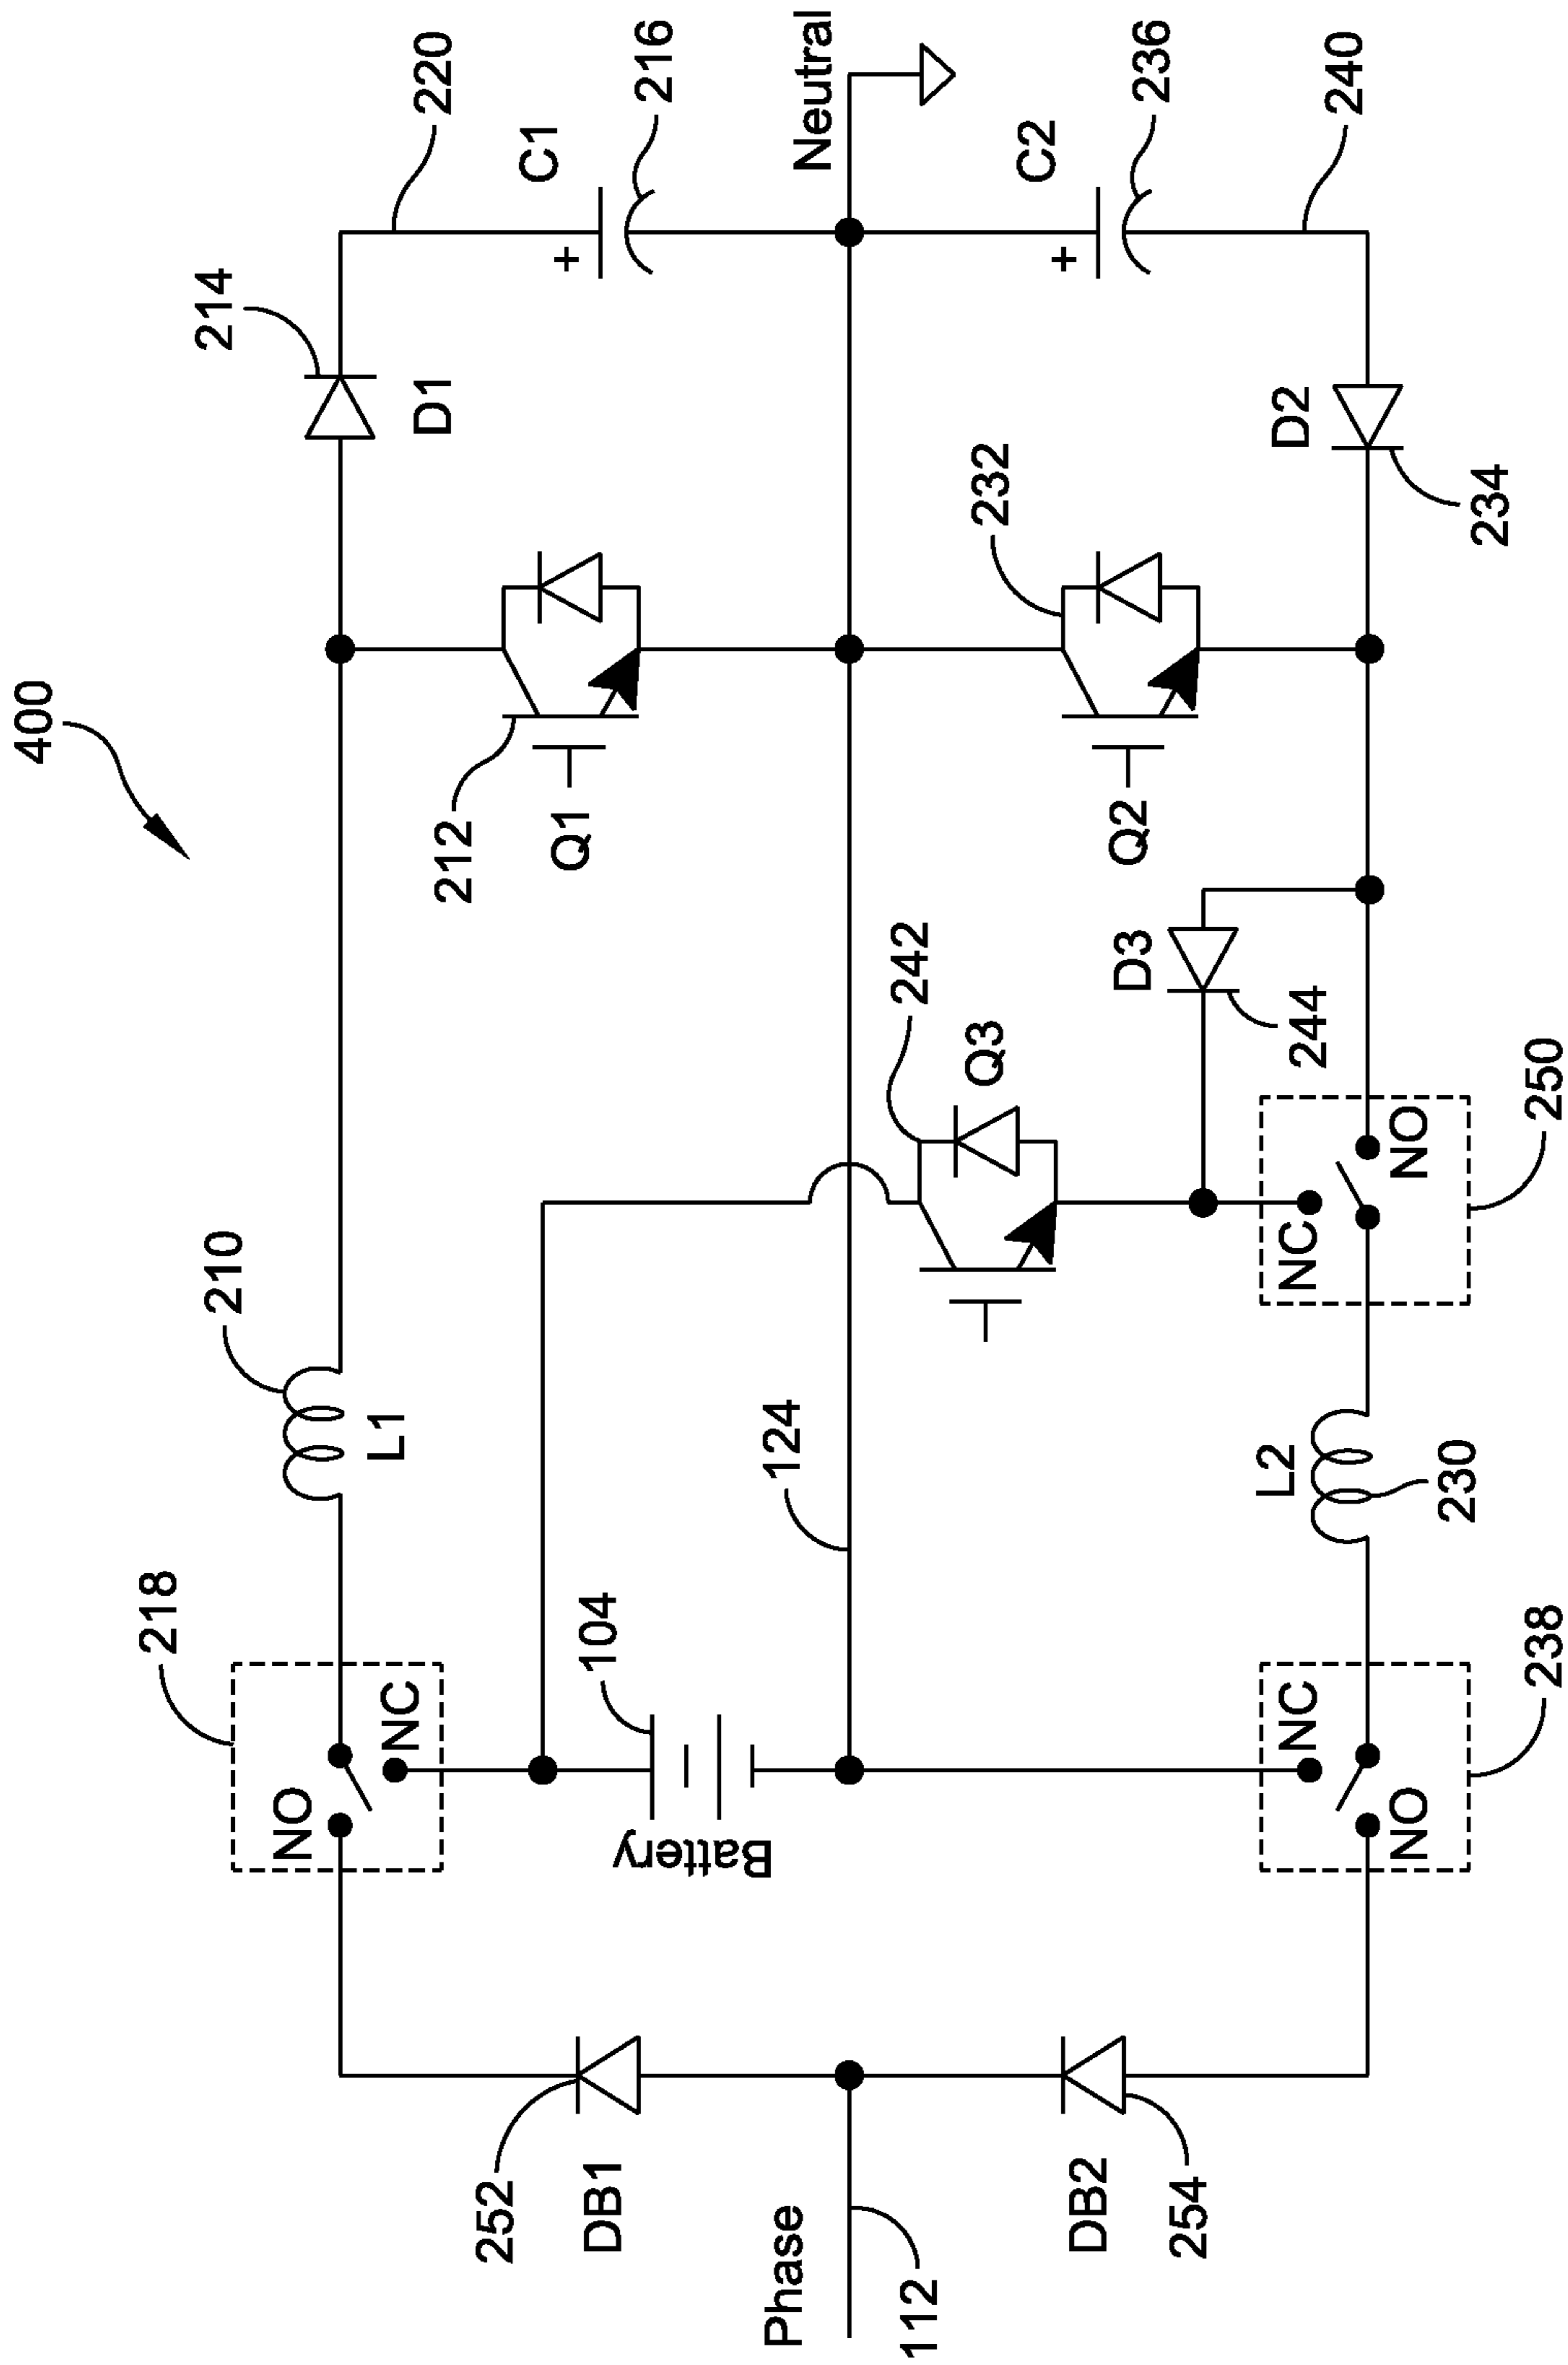 400
220
214
D1
C1
216
Neutral
C2
236
240
+
+
212
Q1
232
Q2
D2
234
242
Q3
D3
244
250
NC
NO
210
L1
124
L2
230
218
NO
NC
104
Battery
NC
NO
238
252
DB1
Phase
112
DB2
254